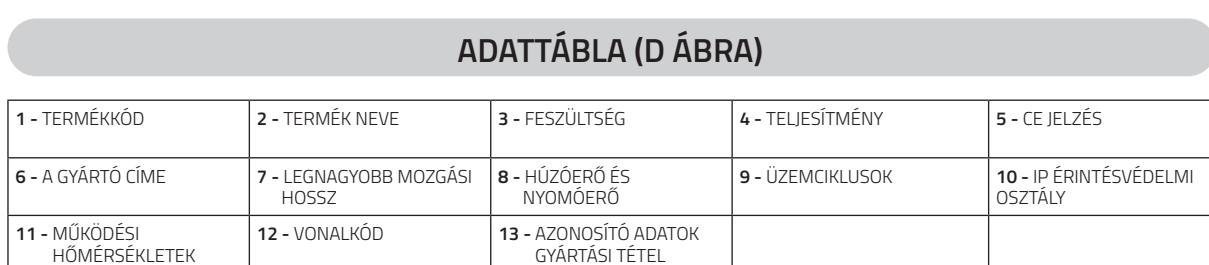 ADATTÁBLA (D ÁBRA)
1 - TERMÉKKÓD
2 - TERMÉK NEVE
3 - FESZÜLTSÉG
4 - TELJESÍTMÉNY
5 - CE JELZÉS
6 - A GYÁRTÓ CÍME
7 - LEGNAGYOBB MOZGÁSI
HOSSZ
8 - HÚZÓERŐ ÉS
NYOMÓERŐ
9 - ÜZEMCIKLUSOK
10 - IP ÉRINTÉSVÉDELMI
OSZTÁLY
11 - MŰKÖDÉSI
HŐMÉRSÉKLETEK
12 - VONALKÓD
13 - AZONOSÍTÓ ADATOK
GYÁRTÁSI TÉTEL